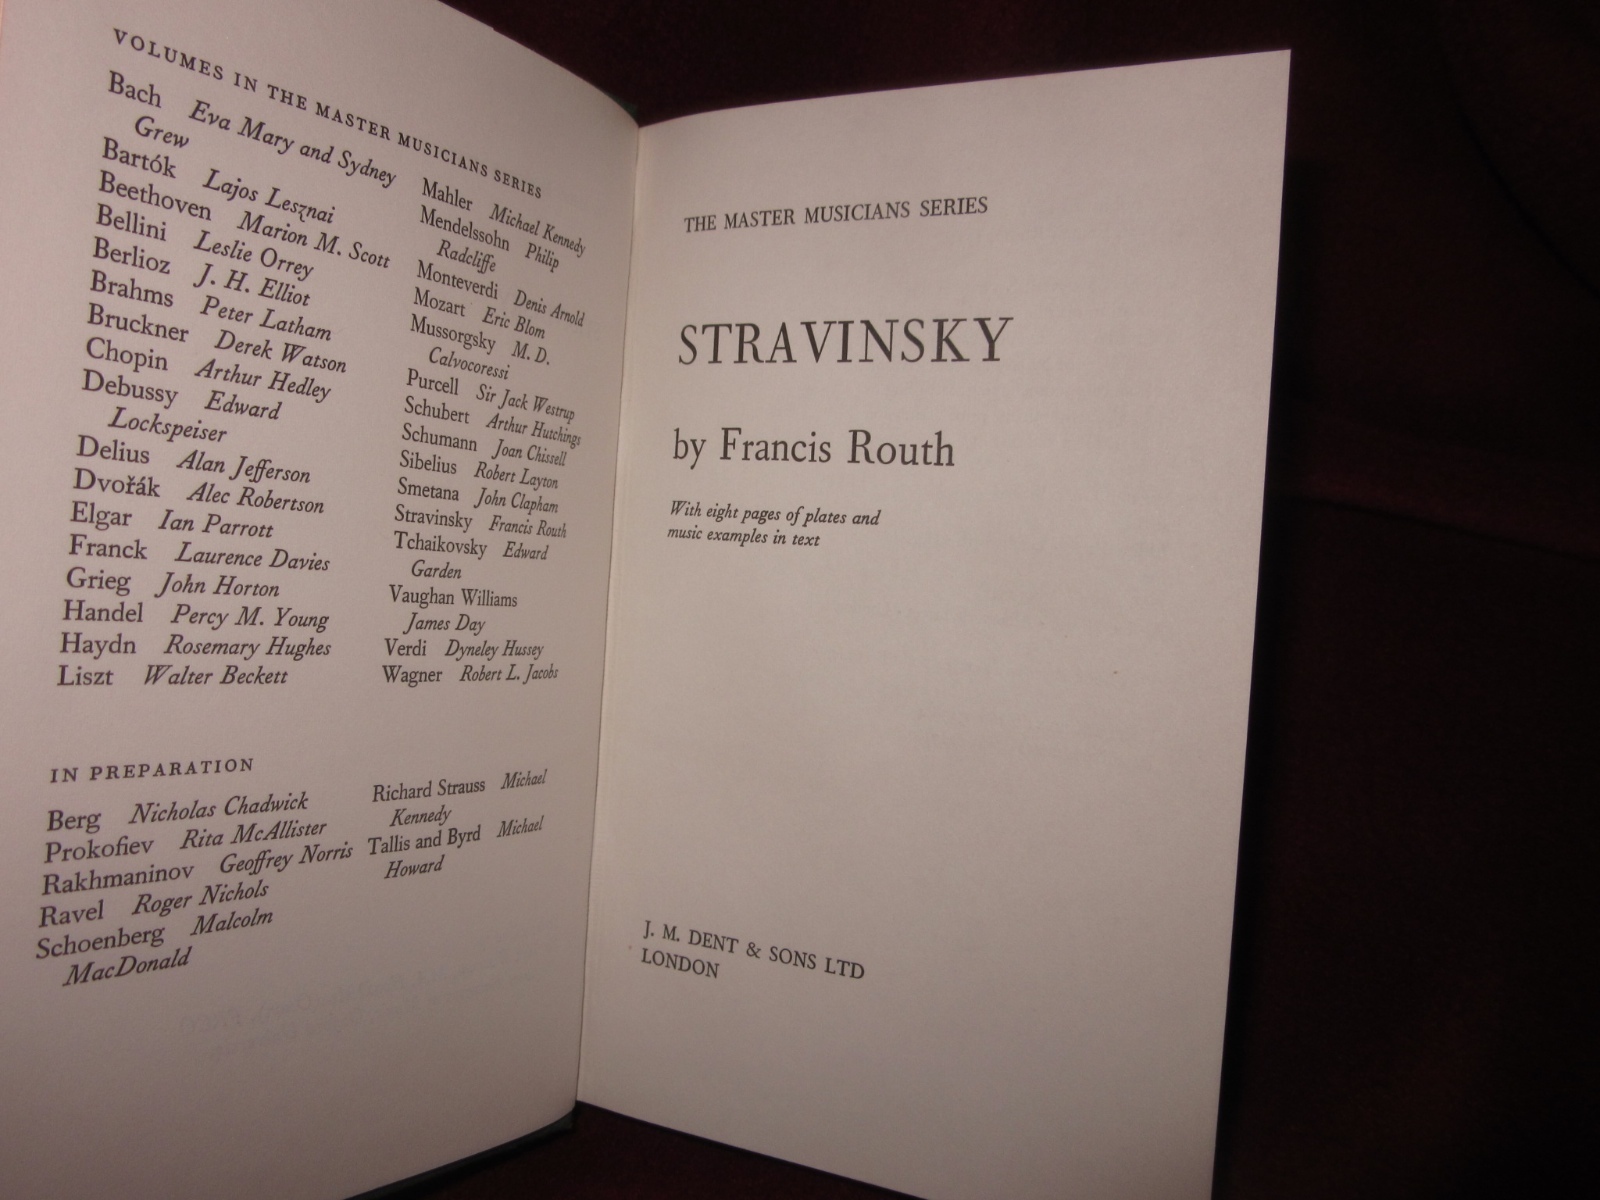 VOLUMES IN THE MASTER MUSICIANS SERIES
Bach Eva Mary and Sydney
Grew
Bartók Lajos Lesznai
Beethoven Marion M. Scott
Bellini Leslie Orrey
Berlioz J. H. Elliot
Brahms Peter Latham
Bruckner Derek Watson
Chopin Arthur Hedley
Debussy Edward
Lockspeiser
Delius Alan Jefferson
Dvořák Alec Robertson
Elgar Ian Parrott
Franck Laurence Davies
Grieg John Horton
Handel Percy M. Young
Haydn Rosemary Hughes
Liszt Walter Beckett
Mahler Michael Kennedy
Mendelssohn Philip
Radcliffe
Monteverdi Denis Arnold
Mozart Eric Blom
Mussorgsky M. D.
Calvocoressi
Purcell Sir Jack Westrup
Schubert Arthur Hutchings
Schumann Joan Chissell
Sibelius Robert Layton
Smetana John Clapham
Stravinsky Francis Routh
Tchaikovsky Edward
Garden
Vaughan Williams
James Day
Verdi Dyneley Hussey
Wagner Robert L. Jacobs
IN PREPARATION
Berg Nicholas Chadwick
Prokofiev Rita McAllister
Rakhmaninov Geoffrey Norris
Ravel Roger Nichols
Schoenberg Malcolm
MacDonald
Richard Strauss Michael
Kennedy
Tallis and Byrd Michael
Howard
THE MASTER MUSICIANS SERIES
STRAVINSKY
by Francis Routh
With eight pages of plates and
music examples in text
J. M. DENT & SONS LTD
LONDON